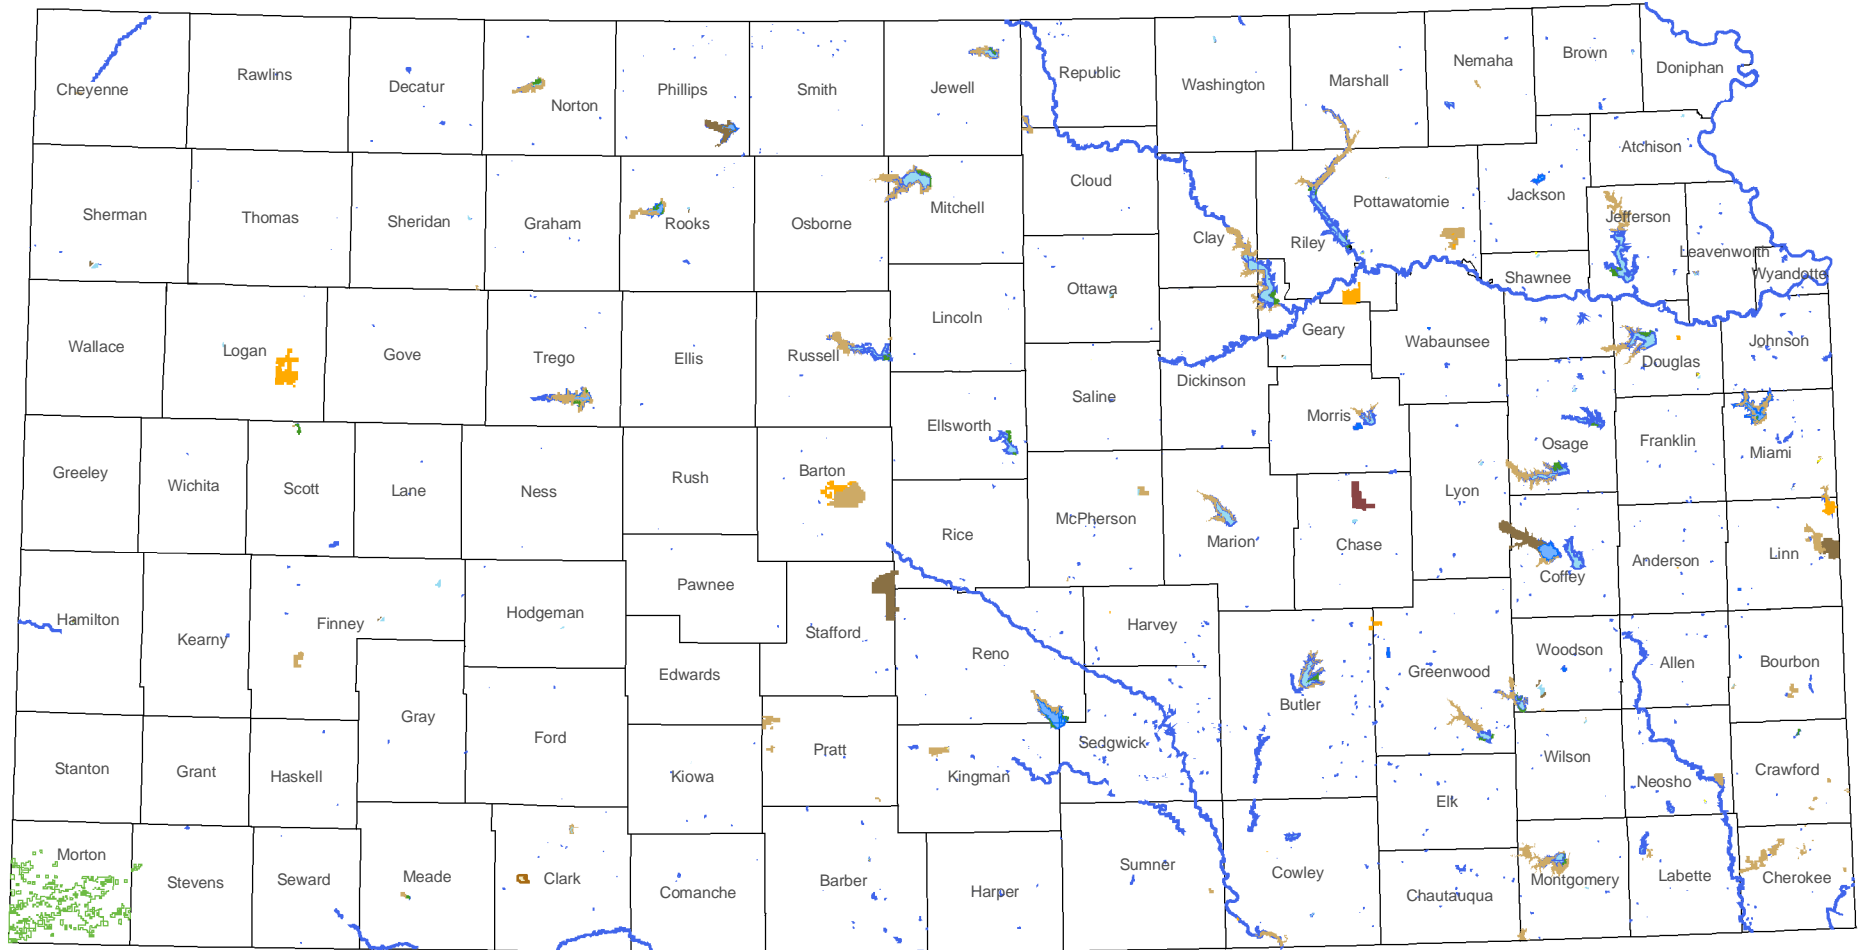 Cheyenne
Rawlins
Decatur
Norton
Phillips
Smith
Jewell
Republic
Washington
Marshall
Nemaha
Brown
Doniphan
Sherman
Thomas
Sheridan
Graham
Rooks
Osborne
Mitchell
Cloud
Clay
Riley
Pottawatomie
Jackson
Atchison
Jefferson
Leavenworth
Wyandotte
Shawnee
Ottawa
Lincoln
Wallace
Logan
Gove
Trego
Ellis
Russell
Saline
Dickinson
Geary
Wabaunsee
Douglas
Johnson
Ellsworth
Morris
Osage
Franklin
Miami
Greeley
Wichita
Scott
Lane
Ness
Rush
Barton
Rice
McPherson
Marion
Chase
Lyon
Coffey
Anderson
Linn
Hamilton
Kearny
Finney
Hodgeman
Pawnee
Stafford
Edwards
Reno
Harvey
Butler
Greenwood
Woodson
Allen
Bourbon
Gray
Ford
Kiowa
Pratt
Kingman
Sedgwick
Elk
Wilson
Neosho
Crawford
Stanton
Grant
Haskell
Morton
Stevens
Seward
Meade
Clark
Comanche
Barber
Harper
Sumner
Cowley
Chautauqua
Montgomery
Labette
Cherokee